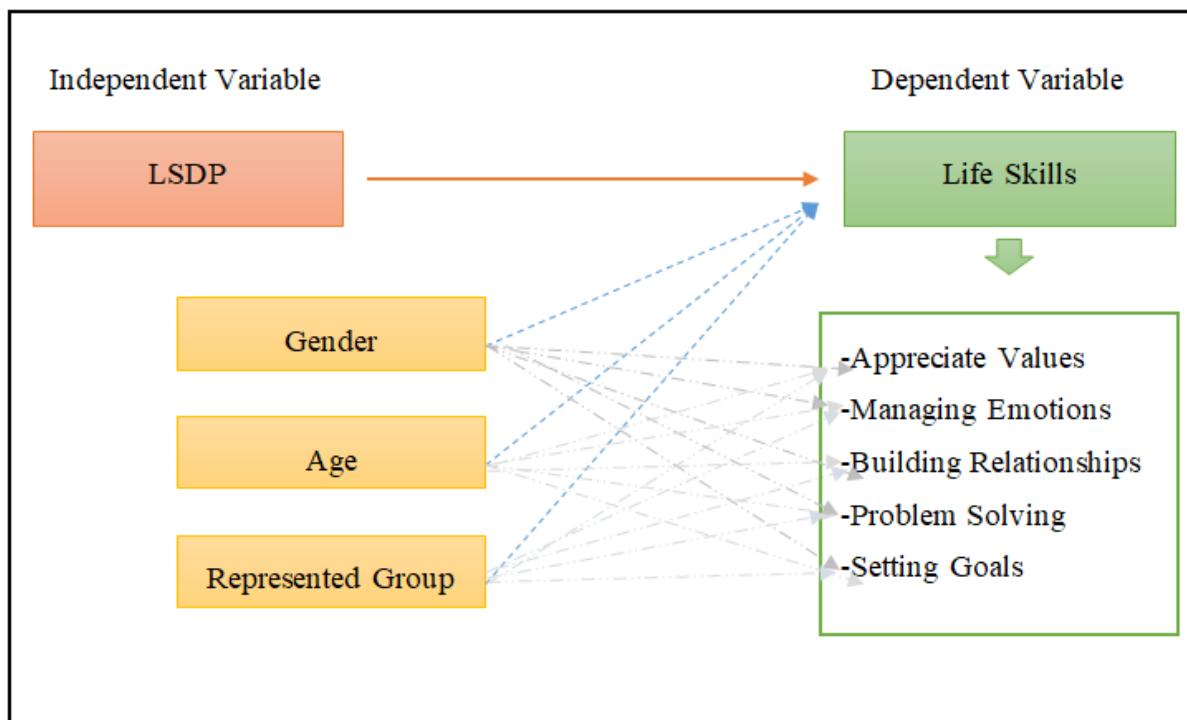 Independent Variable
Dependent Variable
LSDP
Life Skills
Gender
Age
Represented Group
-Appreciate Values
-Managing Emotions
-Building Relationships
-Problem Solving
-Setting Goals